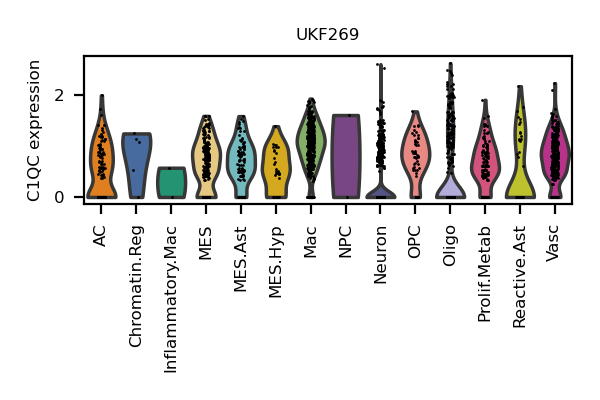 UKF269
C1QC expression
2
0
AC
Chromatin.Reg
Inflammatory.Mac
MES
MES.Ast
MES.Hyp
Mac
NPC
Neuron
OPC
Oligo
Prolif.Metab
Reactive.Ast
Vasc